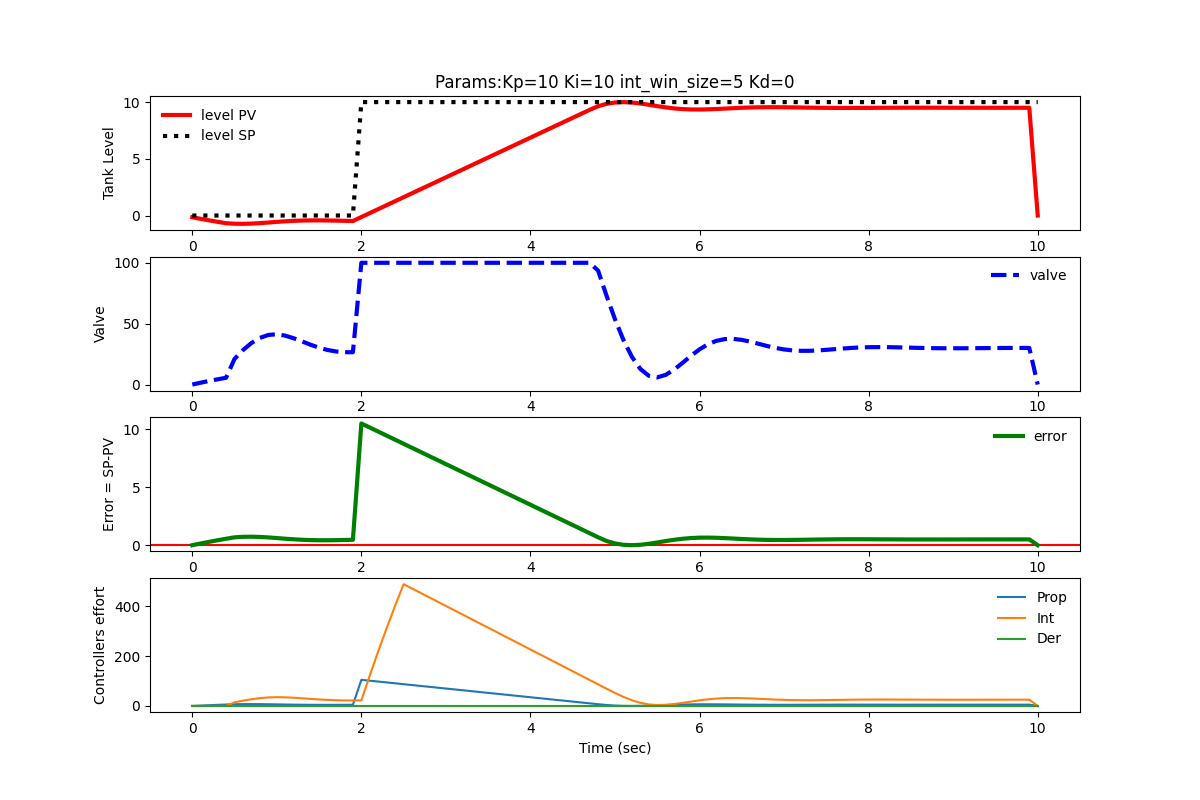 Params:Kp=10 Ki=10 int_win_size=5 Kd=0
Tank Level
10
5
0
level PV
level SP
0 2 4 6 8 10
Valve
100
50
0
valve
0 2 4 6 8 10
Error = SP-PV
10
5
0
error
0 2 4 6 8 10
Controllers effort
400
200
0
Prop
Int
Der
0 2 4 6 8 10
Time (sec)